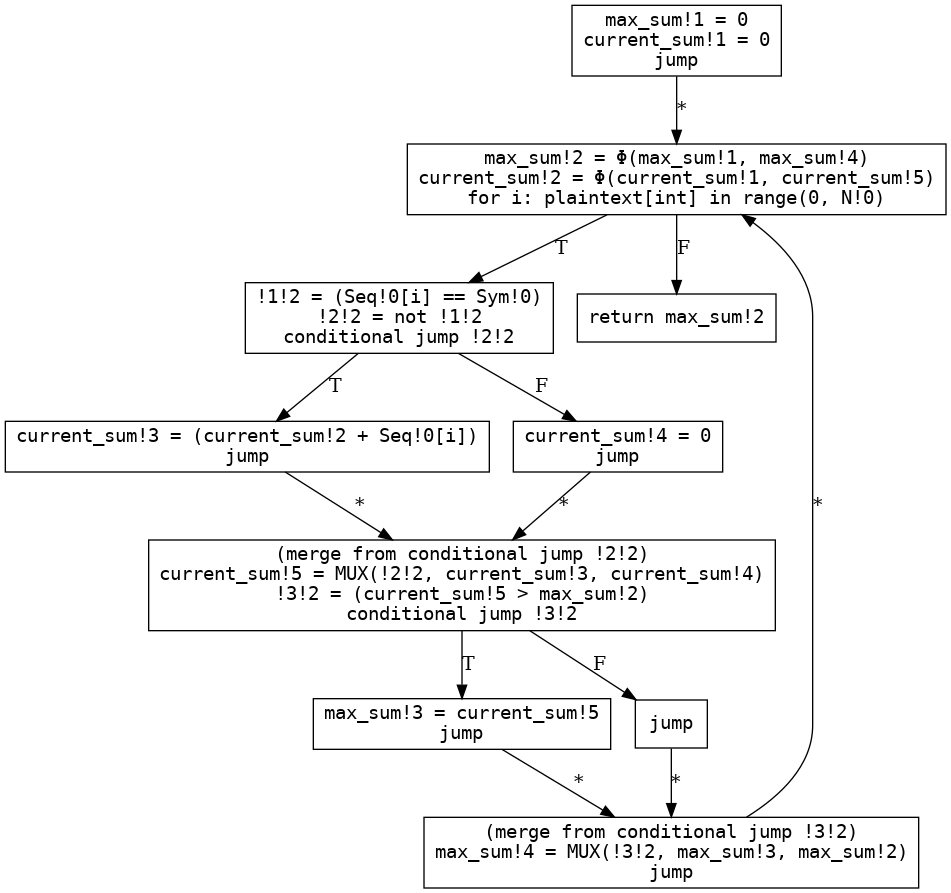 max_sum!1 = 0
current_sum!1 = 0
jump
*
max_sum!2 = Φ(max_sum!1, max_sum!4)
current_sum!2 = Φ(current_sum!1, current_sum!5)
for i: plaintext[int] in range(0, N!0)
T
F
!1!2 = (Seq!0[i] == Sym!0)
!2!2 = not !1!2
conditional jump !2!2
return max_sum!2
T
F
current_sum!3 = (current_sum!2 + Seq!0[i])
jump
current_sum!4 = 0
jump
*
*
*
(merge from conditional jump !2!2)
current_sum!5 = MUX(!2!2, current_sum!3, current_sum!4)
!3!2 = (current_sum!5 > max_sum!2)
conditional jump !3!2
T
F
max_sum!3 = current_sum!5
jump
jump
*
*
(merge from conditional jump !3!2)
max_sum!4 = MUX(!3!2, max_sum!3, max_sum!2)
jump